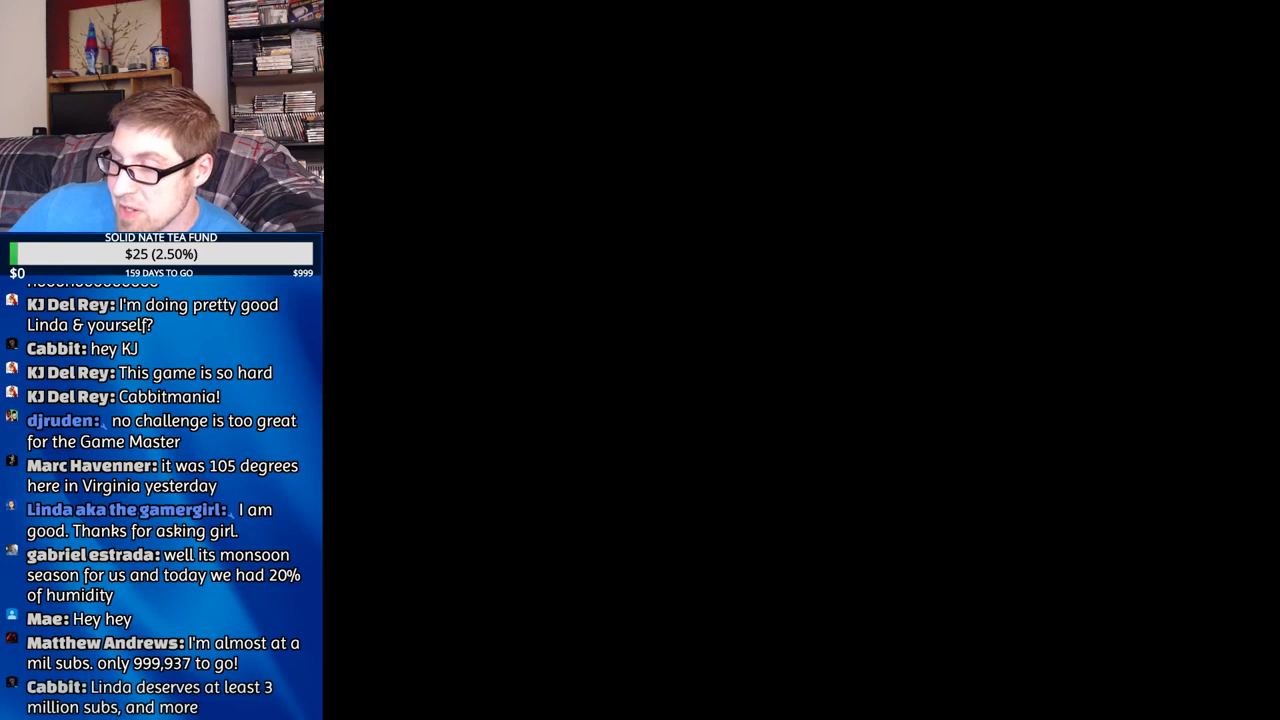 SOLID NATE TEA FUND
$25 (2.50%)
$0 159 DAYS TO GO $999
KJ Del Rey: I'm doing pretty good
Linda & yourself?
Cabbit: hey KJ
KJ Del Rey: This game is so hard
KJ Del Rey: Cabbitmania!
djruden: no challenge is too great
for the Game Master
Marc Havenner: it was 105 degrees
here in Virginia yesterday
Linda aka the gamergirl: I am
good. Thanks for asking girl.
gabriel estrada: well its monsoon
season for us and today we had 20%
of humidity
Mae: Hey hey
Matthew Andrews: I'm almost at a
mil subs. only 999,937 to go!
Cabbit: Linda deserves at least 3
million subs, and more